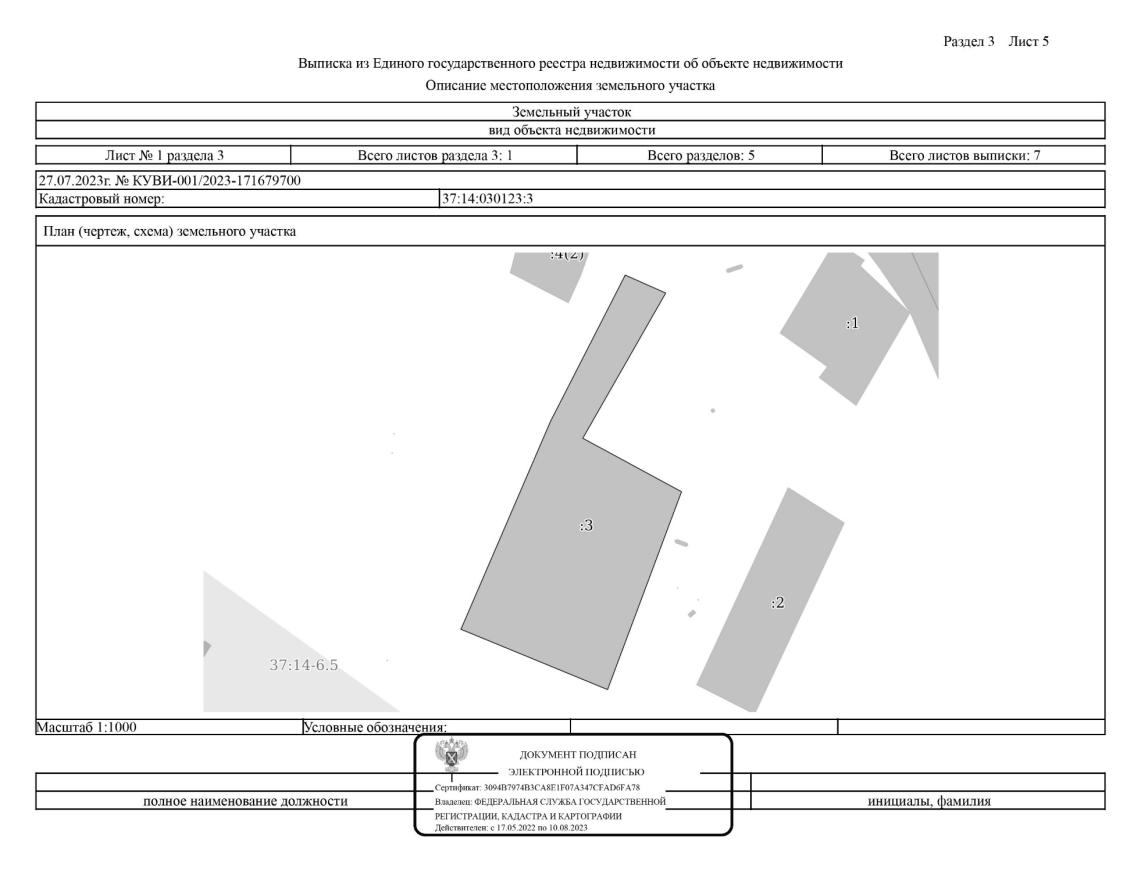 Раздел 3 Лист 5
Выписка из Единого государственного реестра недвижимости об объекте недвижимости
Описание местоположения земельного участка
Земельный участок
вид объекта недвижимости
Лист № 1 раздела 3 Всего листов раздела 3: 1 Всего разделов: 5 Всего листов выписки: 7
27.07.2023г. № КУВИ-001/2023-171679700
Кадастровый номер: 37:14:030123:3
План (чертеж, схема) земельного участка
:4(2)
:1
:3
:2
37:14-6.5
Масштаб 1:1000 Условные обозначения:
ДОКУМЕНТ ПОДПИСАН
ЭЛЕКТРОННОЙ ПОДПИСЬЮ
Сертификат: 3094B7974B3CA8E1F07A347CFAD6FA78
полное наименование должности Владелец: ФЕДЕРАЛЬНАЯ СЛУЖБА ГОСУДАРСТВЕННОЙ инициалы, фамилия
РЕГИСТРАЦИИ, КАДАСТРА И КАРТОГРАФИИ
Действителен: с 17.05.2022 по 10.08.2023